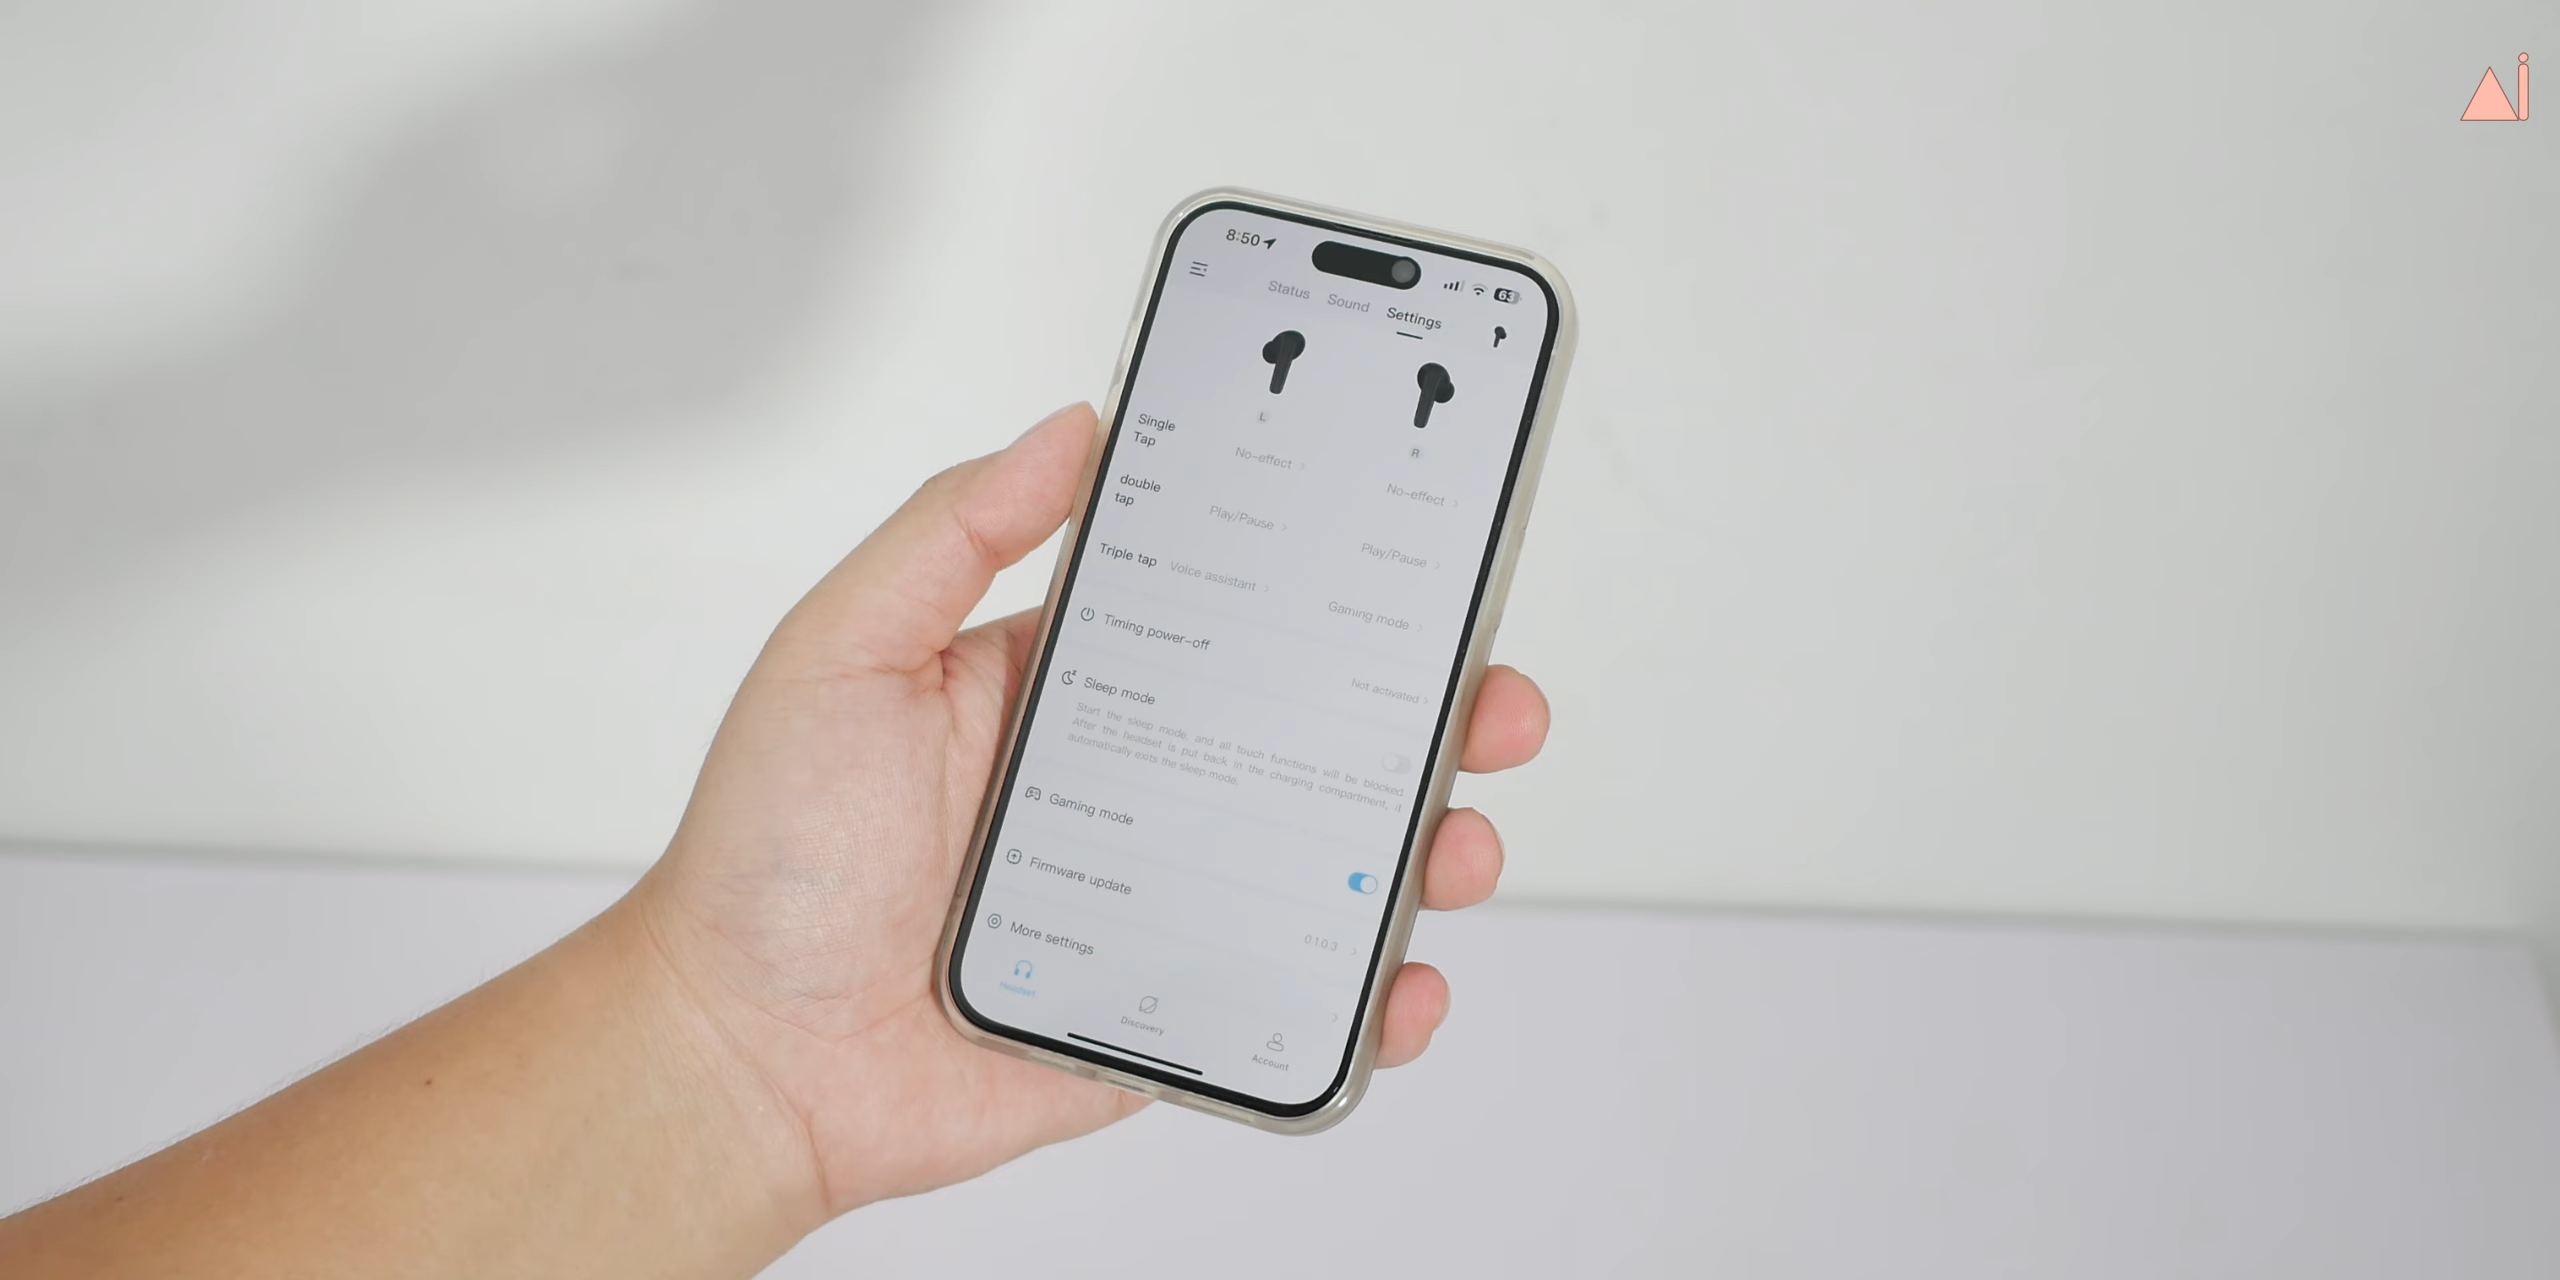 8:50
63
Status Sound Settings
L
R
Single
Tap
No-effect
No-effect
double
tap
Play/Pause
Play/Pause
Triple tap
Voice assistant
Gaming mode
Timing power-off
Not activated
Sleep mode
Start the sleep mode, and all touch functions will be blocked
After the headset is put back in the charging compartment, it
automatically exits the sleep mode.
Gaming mode
Firmware update
0.1.0.3
More settings
Headset
Discovery
Account
Ai